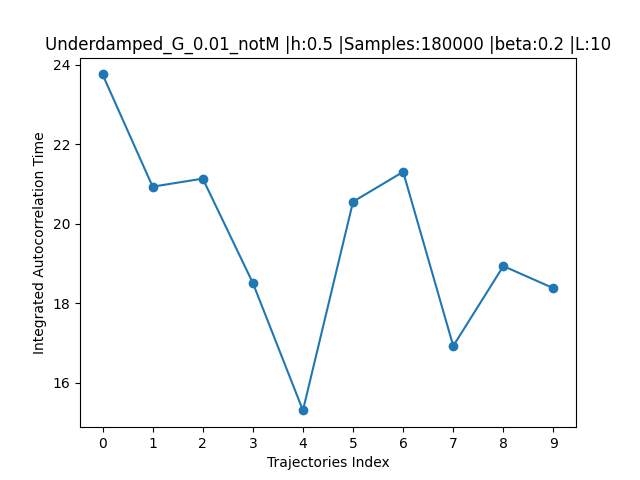 Underdamped_G_0.01_notM |h:0.5 |Samples:180000 |beta:0.2 |L:10
24
22
20
18
16
Integrated Autocorrelation Time
0 1 2 3 4 5 6 7 8 9
Trajectories Index